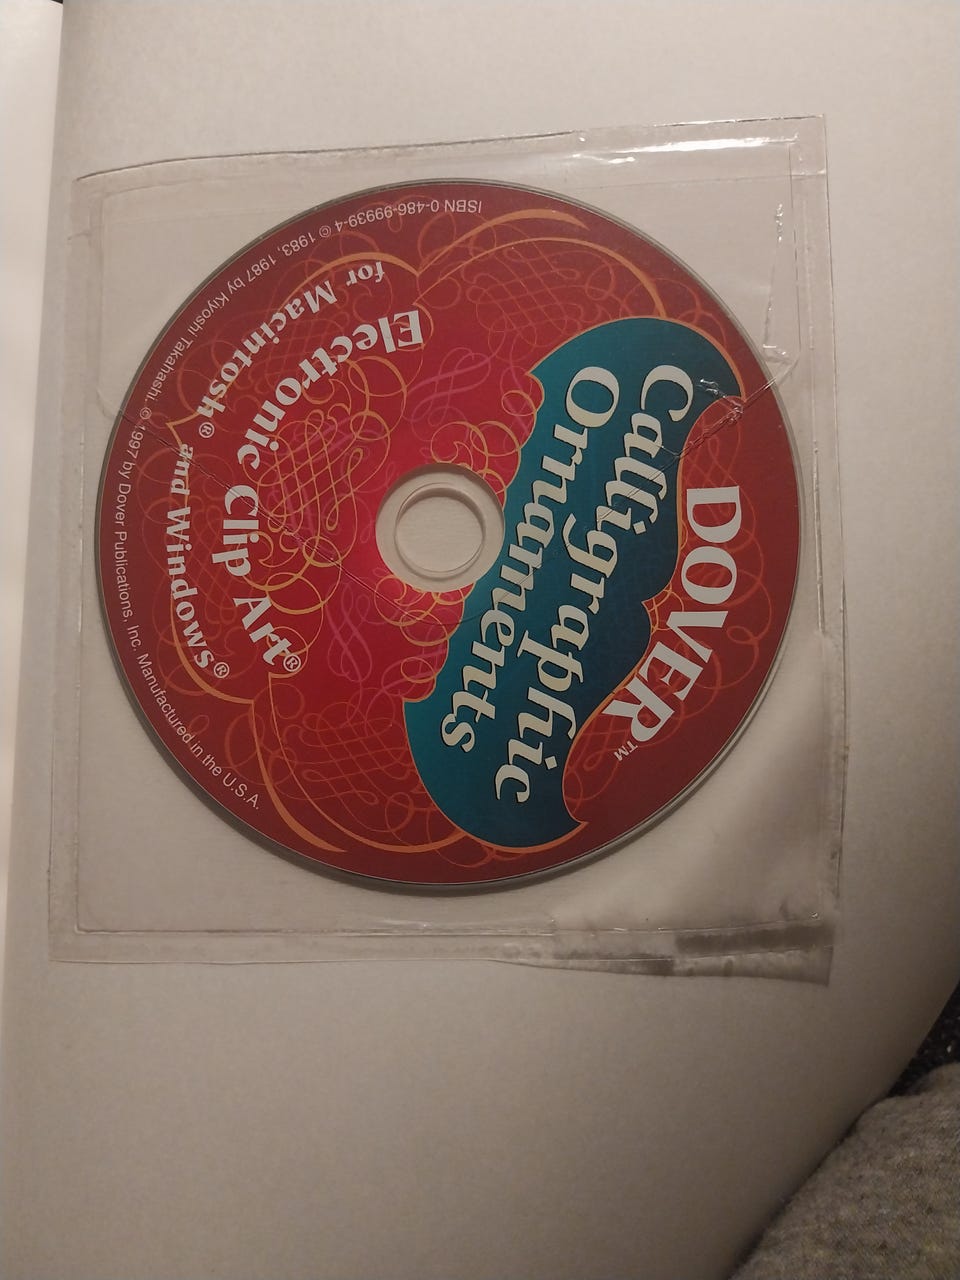 DOVER™
Calligraphic
Ornaments
Electronic Clip Art®
for Macintosh® and Windows®
ISBN 0-486-99939-4 © 1983, 1987 by Kiyoshi Takahashi. © 1997 by Dover Publications, Inc. Manufactured in the U.S.A.